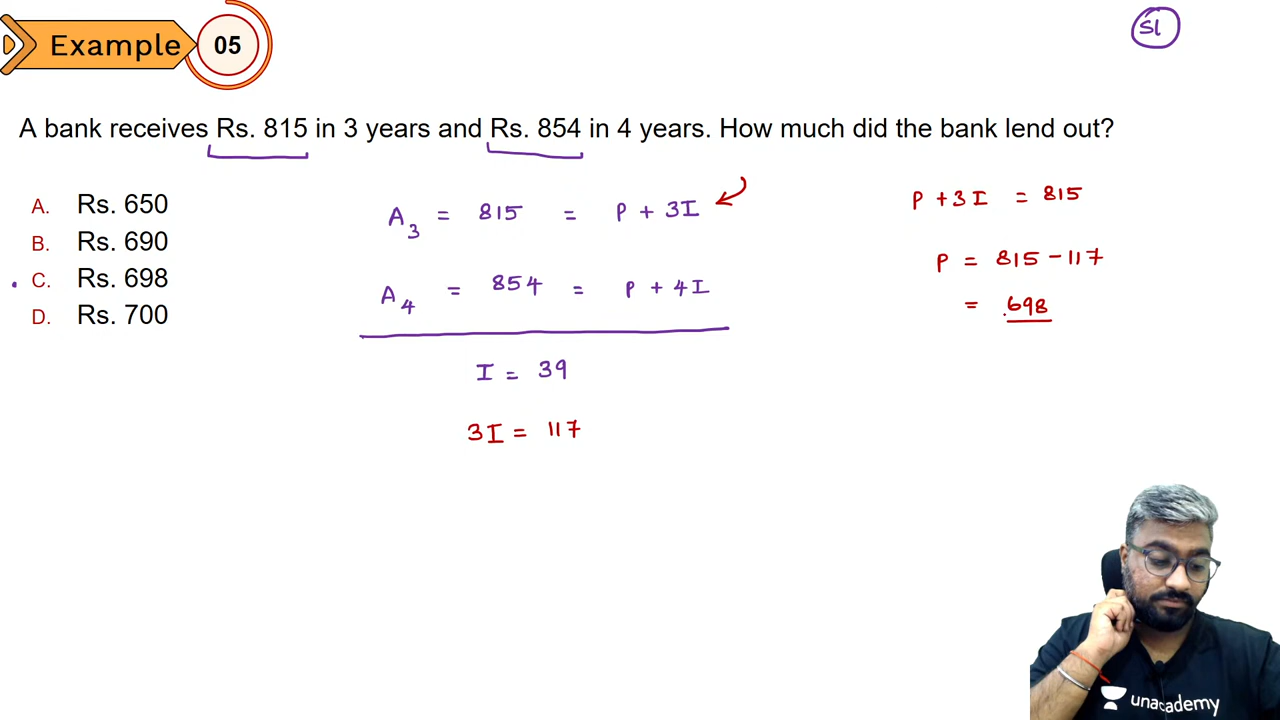 Example 05
SI
A bank receives Rs. 815 in 3 years and Rs. 854 in 4 years. How much did the bank lend out?
A. Rs. 650
B. Rs. 690
C. Rs. 698
D. Rs. 700
A3 = 815 = P + 3I
A4 = 854 = P + 4I
I = 39
3I = 117
P + 3I = 815
P = 815 - 117
= 698
unacademy